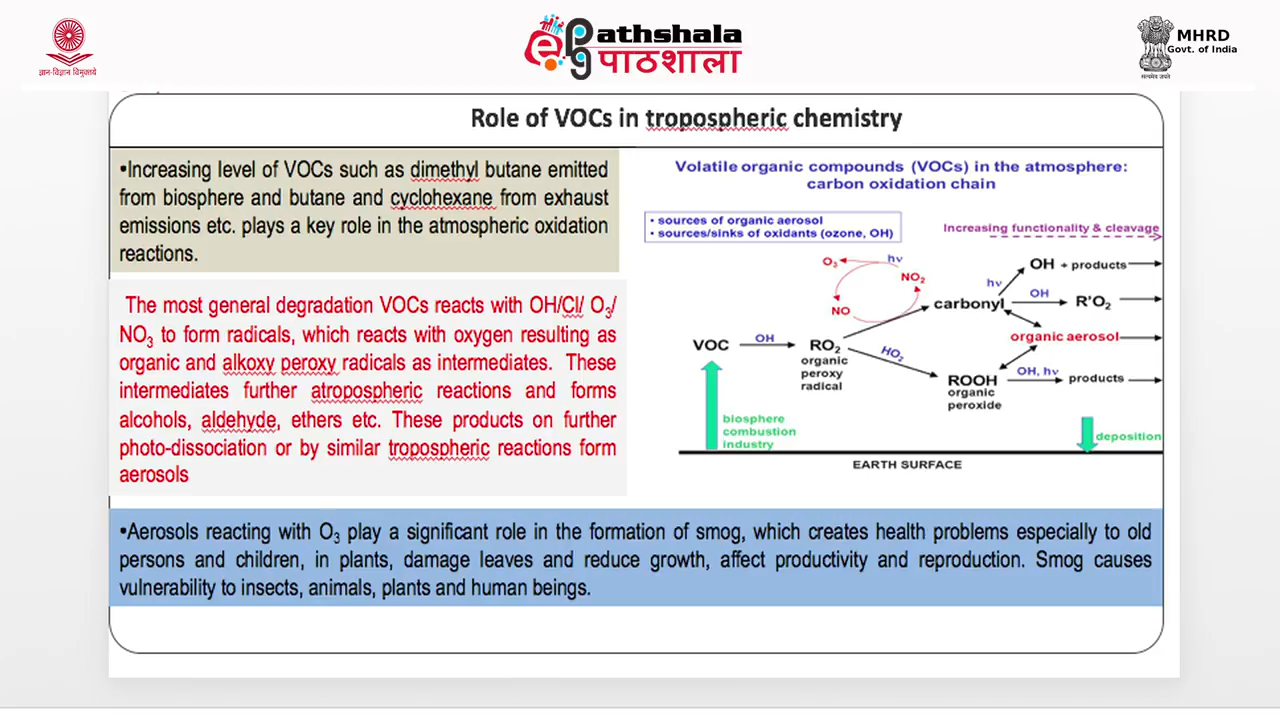 ज्ञान-विज्ञान विमुक्तये
e
PG
athshala
पाठशाला
MHRD
Govt. of India
सत्यमेव जयते
Role of VOCs in tropospheric chemistry
•Increasing level of VOCs such as dimethyl butane emitted
from biosphere and butane and cyclohexane from exhaust
emissions etc. plays a key role in the atmospheric oxidation
reactions.
The most general degradation VOCs reacts with OH/Cl/ O3/
NO3 to form radicals, which reacts with oxygen resulting as
organic and alkoxy peroxy radicals as intermediates. These
intermediates further atropospheric reactions and forms
alcohols, aldehyde, ethers etc. These products on further
photo-dissociation or by similar tropospheric reactions form
aerosols
Volatile organic compounds (VOCs) in the atmosphere:
carbon oxidation chain
• sources of organic aerosol
• sources/sinks of oxidants (ozone, OH)
Increasing functionality & cleavage
O3
hν
NO2
NO
hν
OH + products
carbonyl
OH
R'O2
VOC
OH
RO2
organic
peroxy
radical
HO2
organic aerosol
ROOH
organic
peroxide
OH, hν
products
biosphere
combustion
industry
deposition
EARTH SURFACE
•Aerosols reacting with O3 play a significant role in the formation of smog, which creates health problems especially to old
persons and children, in plants, damage leaves and reduce growth, affect productivity and reproduction. Smog causes
vulnerability to insects, animals, plants and human beings.